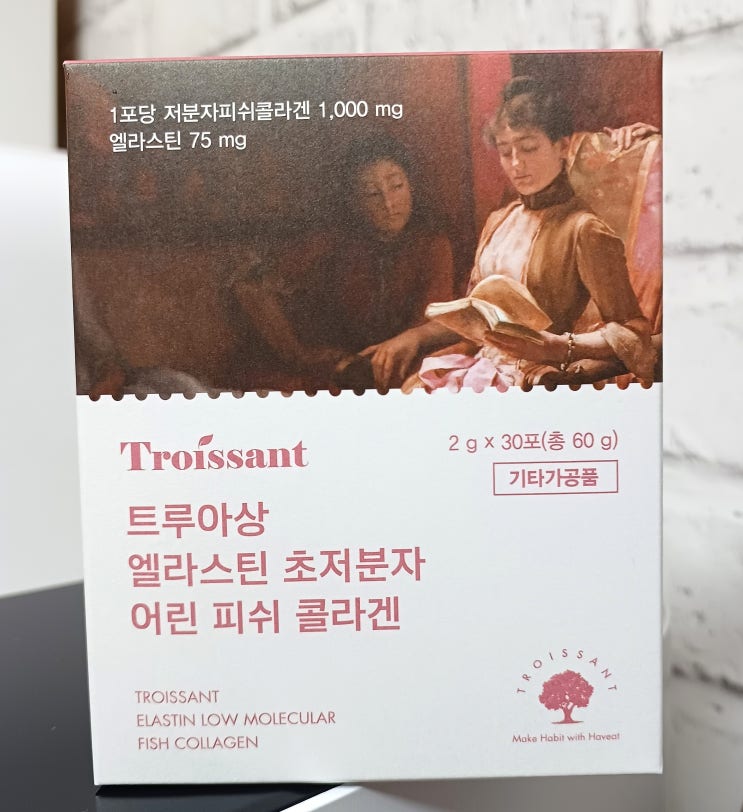 1포당 저분자피쉬콜라겐 1,000 mg
엘라스틴 75 mg
Troissant
2 g x 30포(총 60 g)
기타가공품
트루아상
엘라스틴 초저분자
어린 피쉬 콜라겐
TROISSANT
ELASTIN LOW MOLECULAR
FISH COLLAGEN
TROISSANT
Make Habit with Haveat